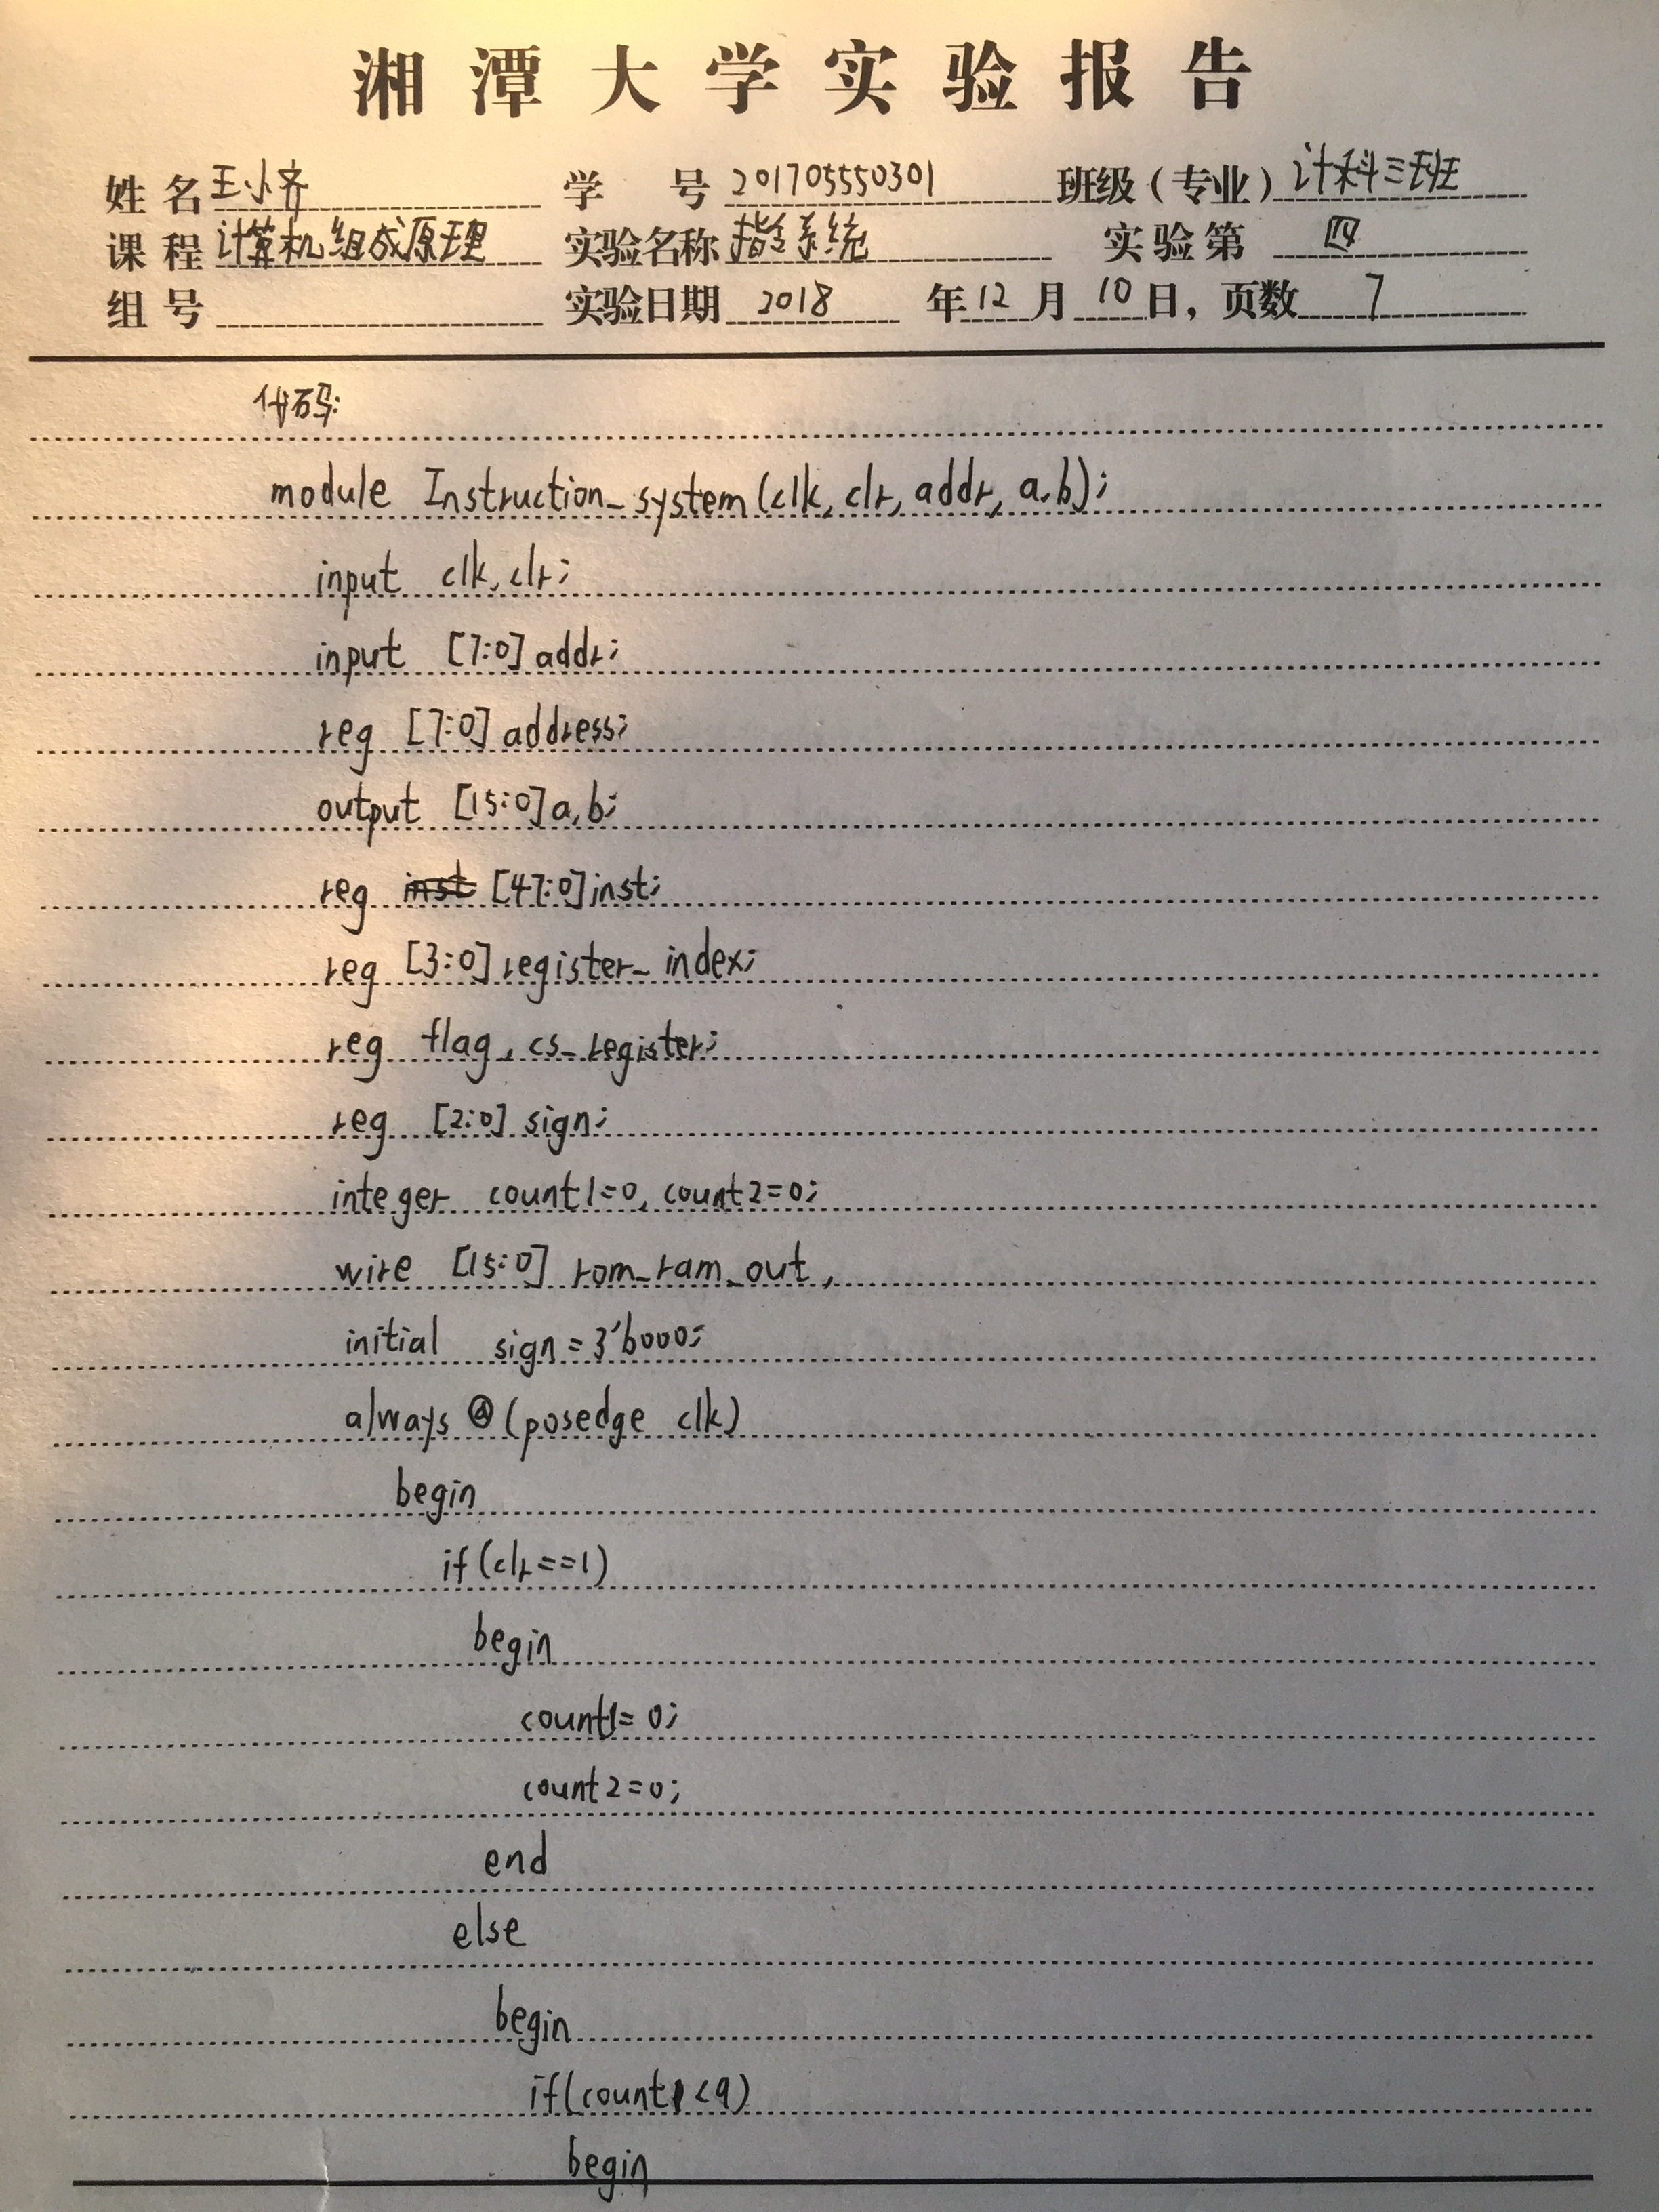 湘潭大学实验报告
姓名 王小齐 学号 201705550301 班级(专业) 计科三班
课程 计算机组成原理 实验名称 指令系统 实验第 四
组号 实验日期 2018 年 12 月 10 日, 页数 7
代码:
module Instruction_system(clk, clr, addr, a,b);
input clk,clr;
input [7:0] addr;
reg [7:0] address;
output [15:0] a,b;
reg [47:0] inst;
reg [3:0] register_index;
reg flag, cs_register;
reg [2:0] sign;
integer count1=0, count2=0;
wire [15:0] rom_ram_out,
initial sign = 3'b000;
always @(posedge clk)
begin
if(clr==1)
begin
count1= 0;
count2=0;
end
else
begin
if(count1<9)
begin